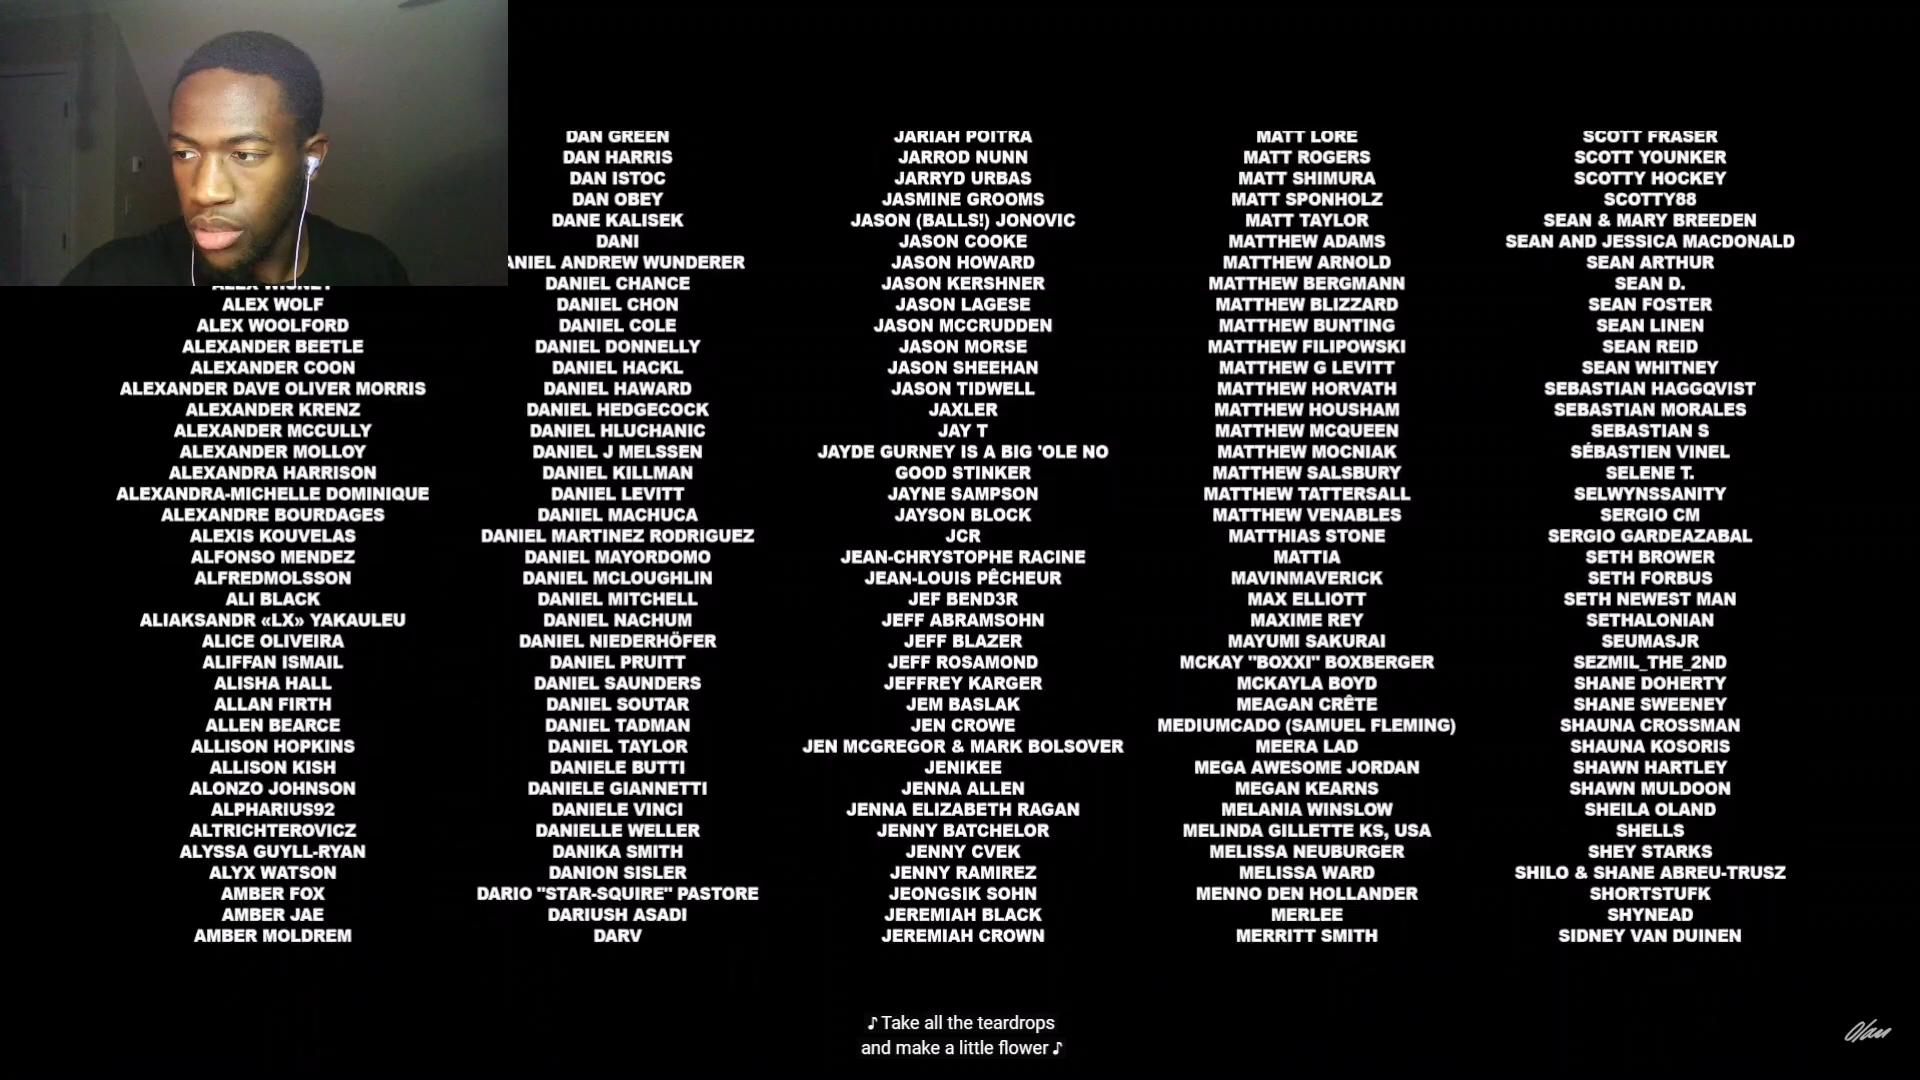 ALEX WOLF
ALEX WOOLFORD
ALEXANDER BEETLE
ALEXANDER COON
ALEXANDER DAVE OLIVER MORRIS
ALEXANDER KRENZ
ALEXANDER MCCULLY
ALEXANDER MOLLOY
ALEXANDRA HARRISON
ALEXANDRA-MICHELLE DOMINIQUE
ALEXANDRE BOURDAGES
ALEXIS KOUVELAS
ALFONSO MENDEZ
ALFREDMOLSSON
ALI BLACK
ALIAKSANDR «LX» YAKAULEU
ALICE OLIVEIRA
ALIFFAN ISMAIL
ALISHA HALL
ALLAN FIRTH
ALLEN BEARCE
ALLISON HOPKINS
ALLISON KISH
ALONZO JOHNSON
ALPHARIUS92
ALTRICHTEROVICZ
ALYSSA GUYLL-RYAN
ALYX WATSON
AMBER FOX
AMBER JAE
AMBER MOLDREM
DAN GREEN
DAN HARRIS
DAN ISTOC
DAN OBEY
DANE KALISEK
DANI
ANIEL ANDREW WUNDERER
DANIEL CHANCE
DANIEL CHON
DANIEL COLE
DANIEL DONNELLY
DANIEL HACKL
DANIEL HAWARD
DANIEL HEDGECOCK
DANIEL HLUCHANIC
DANIEL J MELSSEN
DANIEL KILLMAN
DANIEL LEVITT
DANIEL MACHUCA
DANIEL MARTINEZ RODRIGUEZ
DANIEL MAYORDOMO
DANIEL MCLOUGHLIN
DANIEL MITCHELL
DANIEL NACHUM
DANIEL NIEDERHÖFER
DANIEL PRUITT
DANIEL SAUNDERS
DANIEL SOUTAR
DANIEL TADMAN
DANIEL TAYLOR
DANIELE BUTTI
DANIELE GIANNETTI
DANIELE VINCI
DANIELLE WELLER
DANIKA SMITH
DANION SISLER
DARIO "STAR-SQUIRE" PASTORE
DARIUSH ASADI
DARV
JARIAH POITRA
JARROD NUNN
JARRYD URBAS
JASMINE GROOMS
JASON (BALLS!) JONOVIC
JASON COOKE
JASON HOWARD
JASON KERSHNER
JASON LAGESE
JASON MCCRUDDEN
JASON MORSE
JASON SHEEHAN
JASON TIDWELL
JAXLER
JAY T
JAYDE GURNEY IS A BIG 'OLE NO
GOOD STINKER
JAYNE SAMPSON
JAYSON BLOCK
JCR
JEAN-CHRYSTOPHE RACINE
JEAN-LOUIS PÊCHEUR
JEF BEND3R
JEFF ABRAMSOHN
JEFF BLAZER
JEFF ROSAMOND
JEFFREY KARGER
JEM BASLAK
JEN CROWE
JEN MCGREGOR & MARK BOLSOVER
JENIKEE
JENNA ALLEN
JENNA ELIZABETH RAGAN
JENNY BATCHELOR
JENNY CVEK
JENNY RAMIREZ
JEONGSIK SOHN
JEREMIAH BLACK
JEREMIAH CROWN
MATT LORE
MATT ROGERS
MATT SHIMURA
MATT SPONHOLZ
MATT TAYLOR
MATTHEW ADAMS
MATTHEW ARNOLD
MATTHEW BERGMANN
MATTHEW BLIZZARD
MATTHEW BUNTING
MATTHEW FILIPOWSKI
MATTHEW G LEVITT
MATTHEW HORVATH
MATTHEW HOUSHAM
MATTHEW MCQUEEN
MATTHEW MOCNIAK
MATTHEW SALSBURY
MATTHEW TATTERSALL
MATTHEW VENABLES
MATTHIAS STONE
MATTIA
MAVINMAVERICK
MAX ELLIOTT
MAXIME REY
MAYUMI SAKURAI
MCKAY "BOXXI" BOXBERGER
MCKAYLA BOYD
MEAGAN CRÊTE
MEDIUMCADO (SAMUEL FLEMING)
MEERA LAD
MEGA AWESOME JORDAN
MEGAN KEARNS
MELANIA WINSLOW
MELINDA GILLETTE KS, USA
MELISSA NEUBURGER
MELISSA WARD
MENNO DEN HOLLANDER
MERLEE
MERRITT SMITH
SCOTT FRASER
SCOTT YOUNKER
SCOTTY HOCKEY
SCOTTY88
SEAN & MARY BREEDEN
SEAN AND JESSICA MACDONALD
SEAN ARTHUR
SEAN D.
SEAN FOSTER
SEAN LINEN
SEAN REID
SEAN WHITNEY
SEBASTIAN HAGGQVIST
SEBASTIAN MORALES
SEBASTIAN S
SÉBASTIEN VINEL
SELENE T.
SELWYNSSANITY
SERGIO CM
SERGIO GARDEAZABAL
SETH BROWER
SETH FORBUS
SETH NEWEST MAN
SETHALONIAN
SEUMASJR
SEZMIL_THE_2ND
SHANE DOHERTY
SHANE SWEENEY
SHAUNA CROSSMAN
SHAUNA KOSORIS
SHAWN HARTLEY
SHAWN MULDOON
SHEILA OLAND
SHELLS
SHEY STARKS
SHILO & SHANE ABREU-TRUSZ
SHORTSTUFK
SHYNEAD
SIDNEY VAN DUINEN
♪ Take all the teardrops
and make a little flower ♪